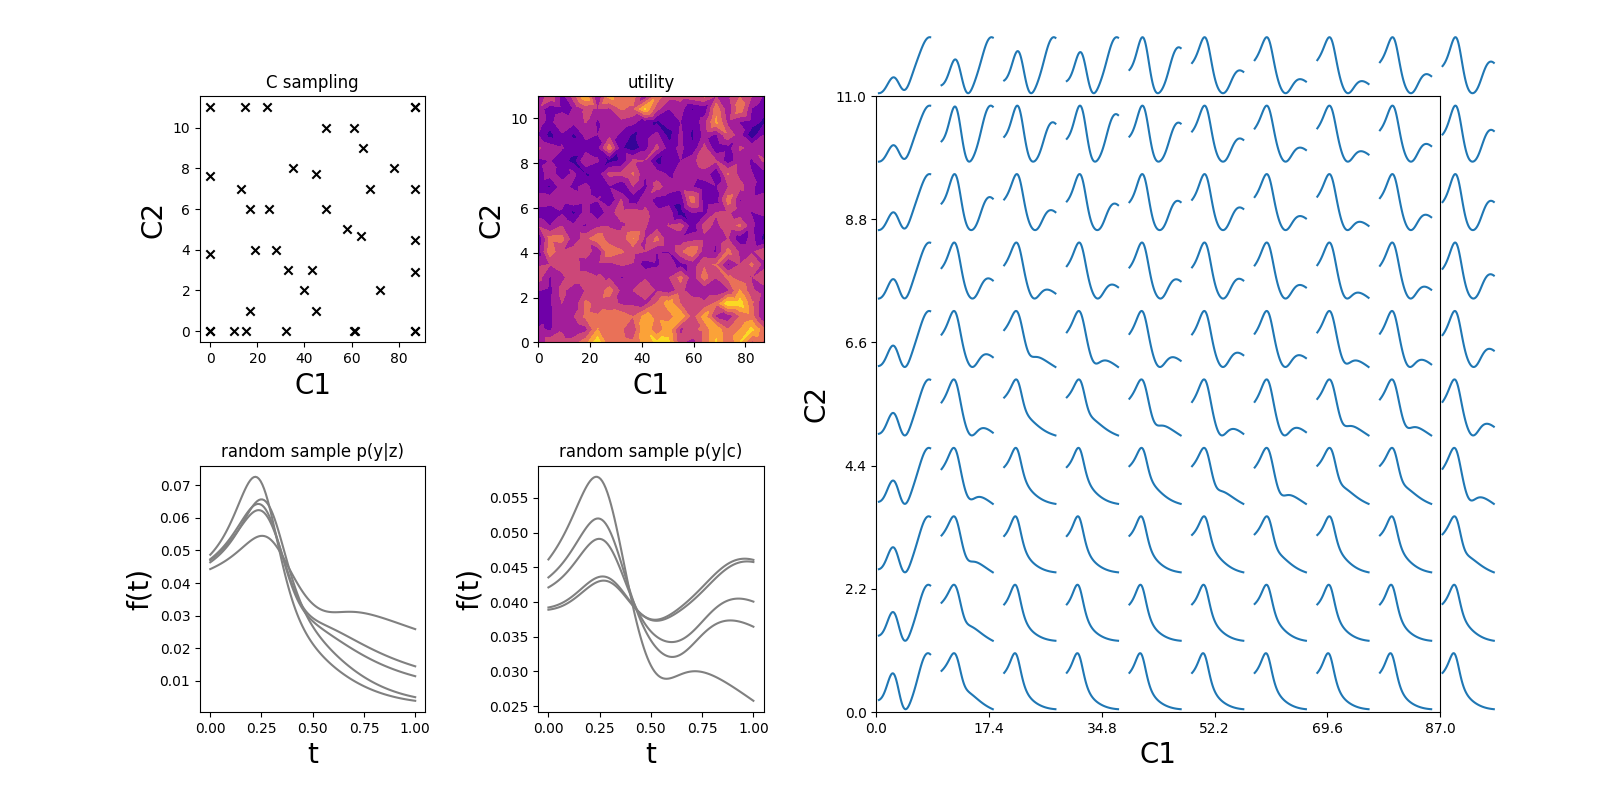 C sampling
10
8
6
4
2
0
C2
0 20 40 60 80
C1
utility
10
8
6
4
2
0
C2
0 20 40 60 80
C1
random sample p(y|z)
0.07
0.06
0.05
0.04
0.03
0.02
0.01
f(t)
0.00 0.25 0.50 0.75 1.00
t
random sample p(y|c)
0.055
0.050
0.045
0.040
0.035
0.030
0.025
f(t)
0.00 0.25 0.50 0.75 1.00
t
11.0
8.8
6.6
4.4
2.2
0.0
C2
0.0 17.4 34.8 52.2 69.6 87.0
C1